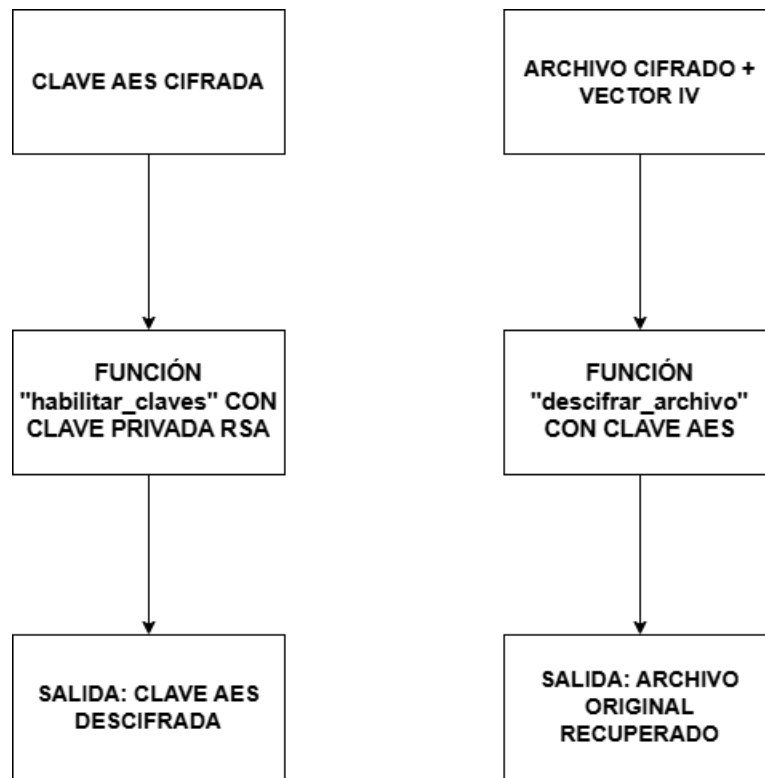 CLAVE AES CIFRADA
ARCHIVO CIFRADO +
VECTOR IV
FUNCIÓN
"habilitar_claves" CON
CLAVE PRIVADA RSA
FUNCIÓN
"descifrar_archivo"
CON CLAVE AES
SALIDA: CLAVE AES
DESCIFRADA
SALIDA: ARCHIVO
ORIGINAL
RECUPERADO